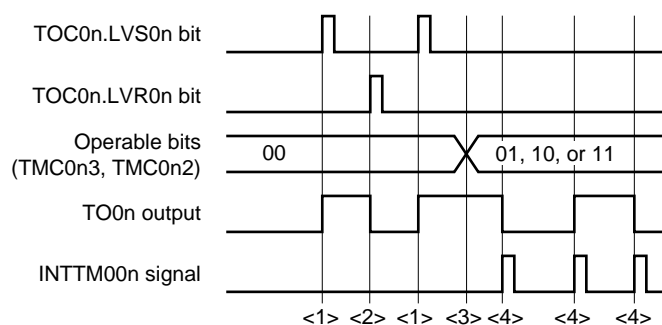 TOC0n.LVS0n bit
TOC0n.LVR0n bit
Operable bits
(TMC0n3, TMC0n2)
00
01, 10, or 11
TO0n output
INTTM00n signal
<1> <2> <1> <3> <4> <4> <4>